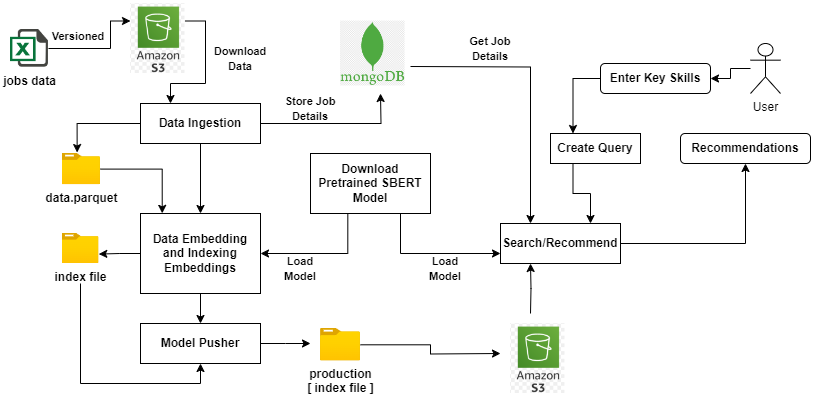 Versioned
jobs data
Amazon
S3
Download
Data
mongoDB
Get Job
Details
Enter Key Skills
User
Data Ingestion
Store Job
Details
Create Query
Recommendations
data.parquet
Download
Pretrained SBERT
Model
Data Embedding
and Indexing
Embeddings
Load
Model
Load
Model
Search/Recommend
index file
Model Pusher
production
[ index file ]
Amazon
S3